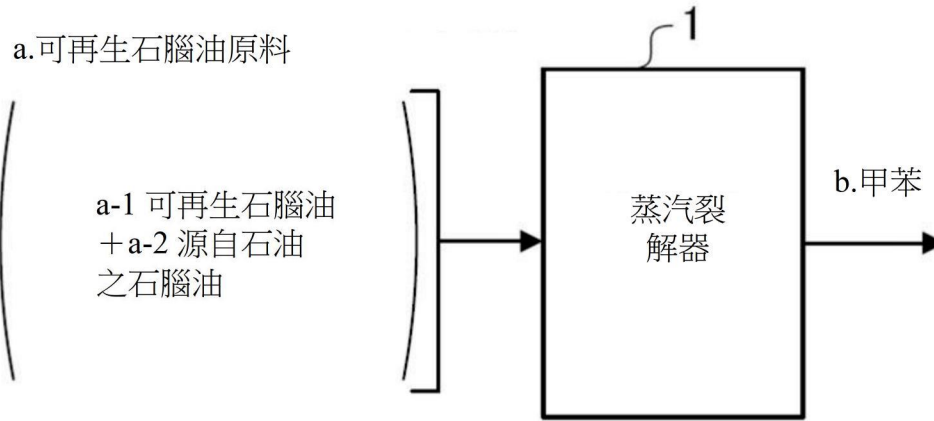 1
a.可再生石腦油原料
a-1 可再生石腦油
＋a-2 源自石油
之石腦油
蒸汽裂
解器
b.甲苯